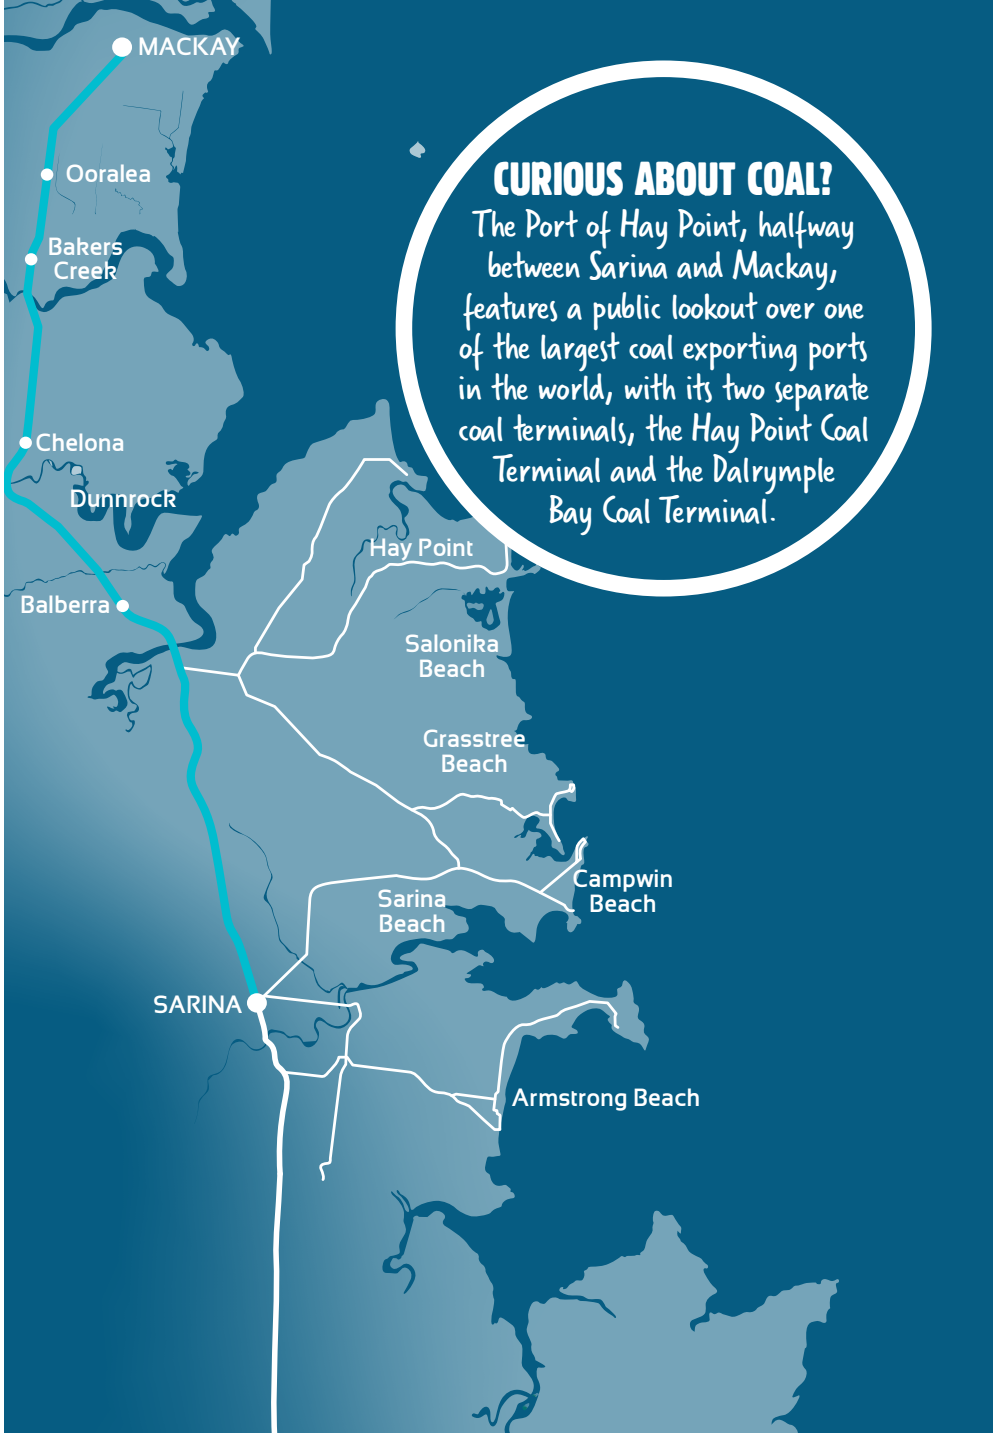 MACKAY
Ooralea
Bakers
Creek
Chelona
Dunnrock
Balberra
Hay Point
Salonika
Beach
Grasstree
Beach
Campwin
Beach
Sarina
Beach
SARINA
Armstrong Beach
CURIOUS ABOUT COAL?
The Port of Hay Point, halfway
between Sarina and Mackay,
features a public lookout over one
of the largest coal exporting ports
in the world, with its two separate
coal terminals, the Hay Point Coal
Terminal and the Dalrymple
Bay Coal Terminal.